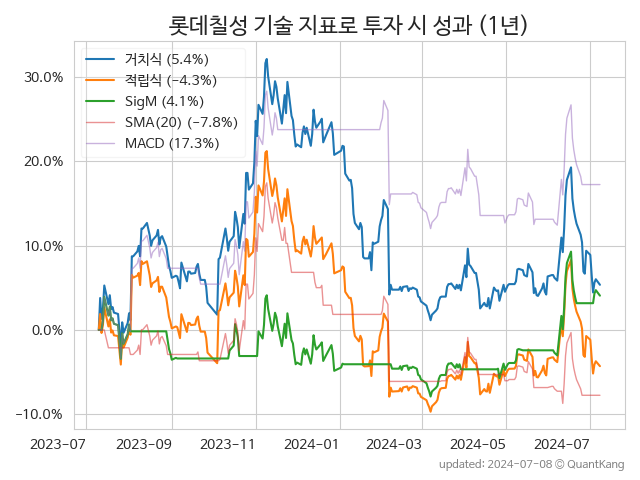 롯데칠성 기술 지표로 투자 시 성과 (1년)
거치식 (5.4%)
적립식 (−4.3%)
SigM (4.1%)
SMA(20) (−7.8%)
MACD (17.3%)
30.0%
20.0%
10.0%
0.0%
−10.0%
2023-07 2023-09 2023-11 2024-01 2024-03 2024-05 2024-07
updated: 2024-07-08 © QuantKang